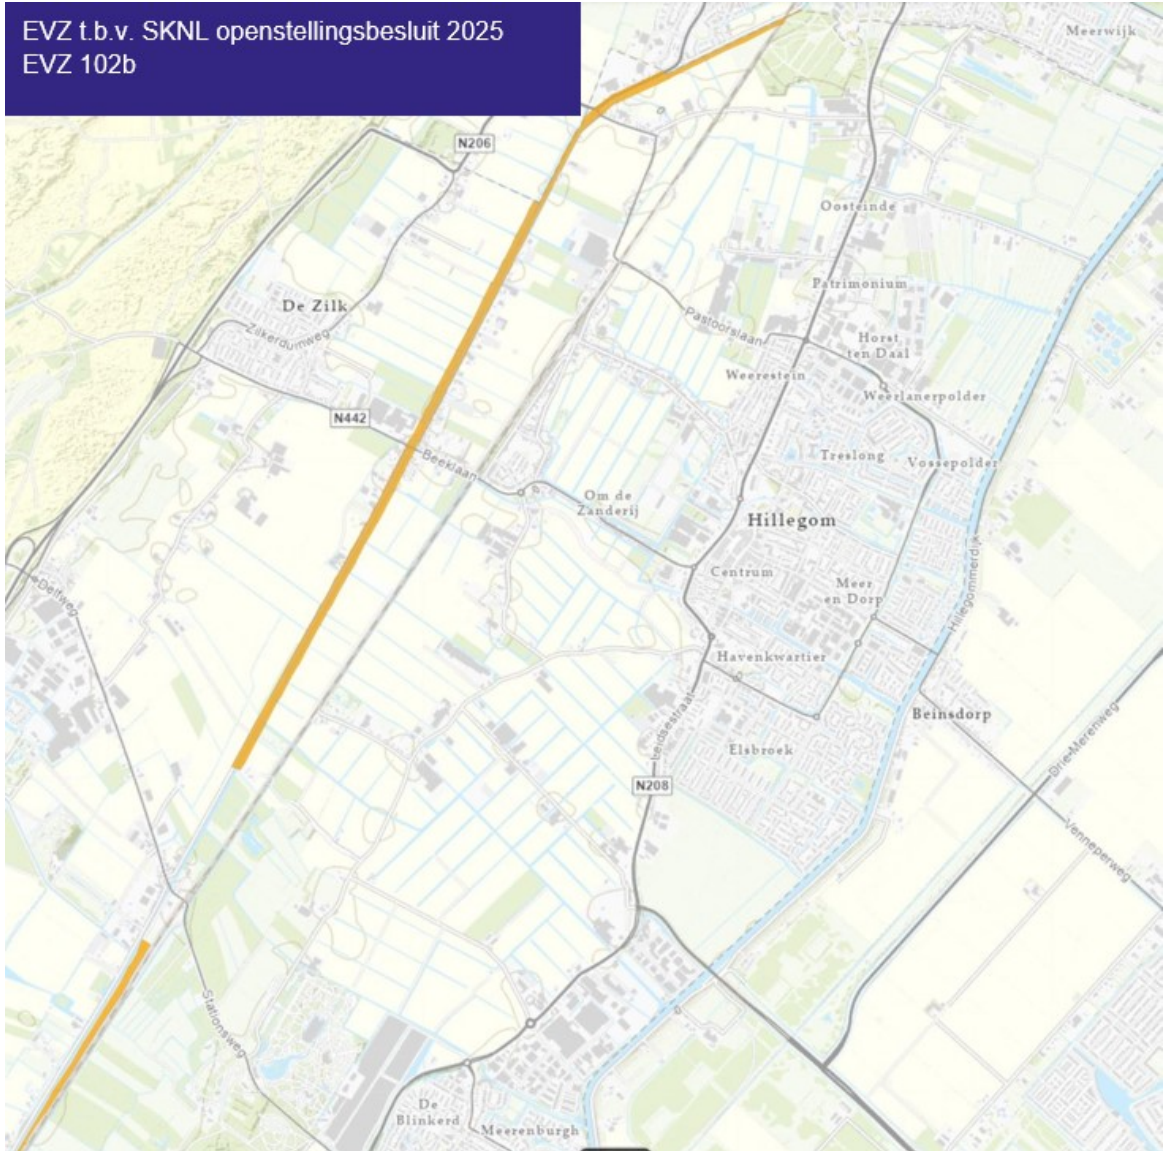 EVZ t.b.v. SKNL openstellingsbesluit 2025
EVZ 102b
Meerwijk
N206
Oosteinde
Patrimonium
De Zilk
Zilkerduinweg
Pastoorslaan
Horst
ten Daal
Weerestein
Weerlanerpolder
N442
Beeklaan
Treslong
Vossepolder
Om de
Zanderij
Hillegom
Centrum
Meer
en Dorp
Hillegommerdijk
Delfweg
Havenkwartier
Leidsestraat
Beinsdorp
Elsbroek
Drie-Merenweg
N208
Venneperweg
Stationsweg
De
Blinkerd
Meerenburgh